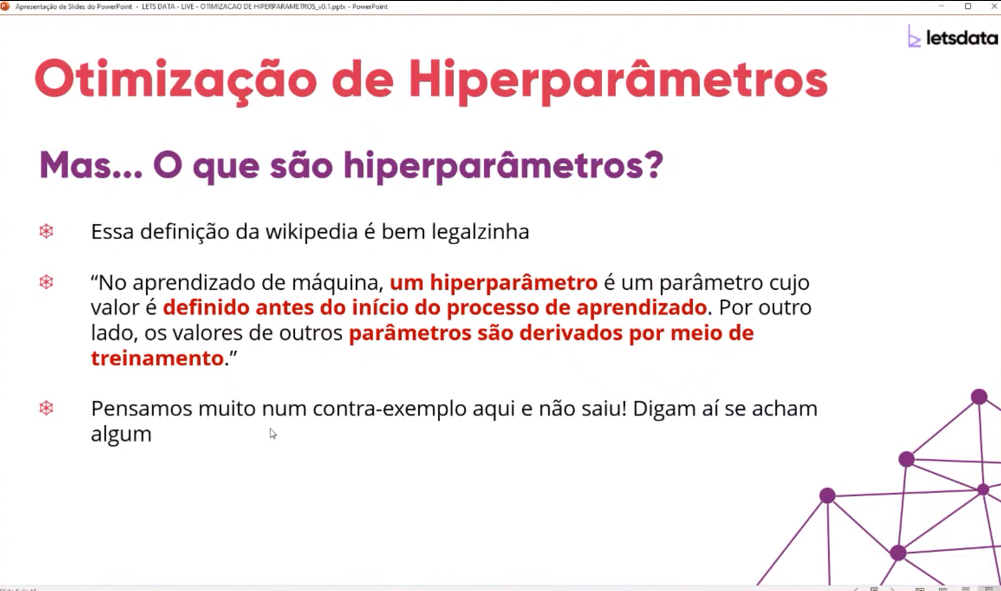 Apresentação de Slides do PowerPoint - LETS DATA - LIVE - OTIMIZACAO DE HIPERPARAMETROS_v0.1.pptx - PowerPoint
letsdata
Otimização de Hiperparâmetros
Mas... O que são hiperparâmetros?
Essa definição da wikipedia é bem legalzinha
“No aprendizado de máquina, um hiperparâmetro é um parâmetro cujo
valor é definido antes do início do processo de aprendizado. Por outro
lado, os valores de outros parâmetros são derivados por meio de
treinamento.”
Pensamos muito num contra-exemplo aqui e não saiu! Digam aí se acham
algum